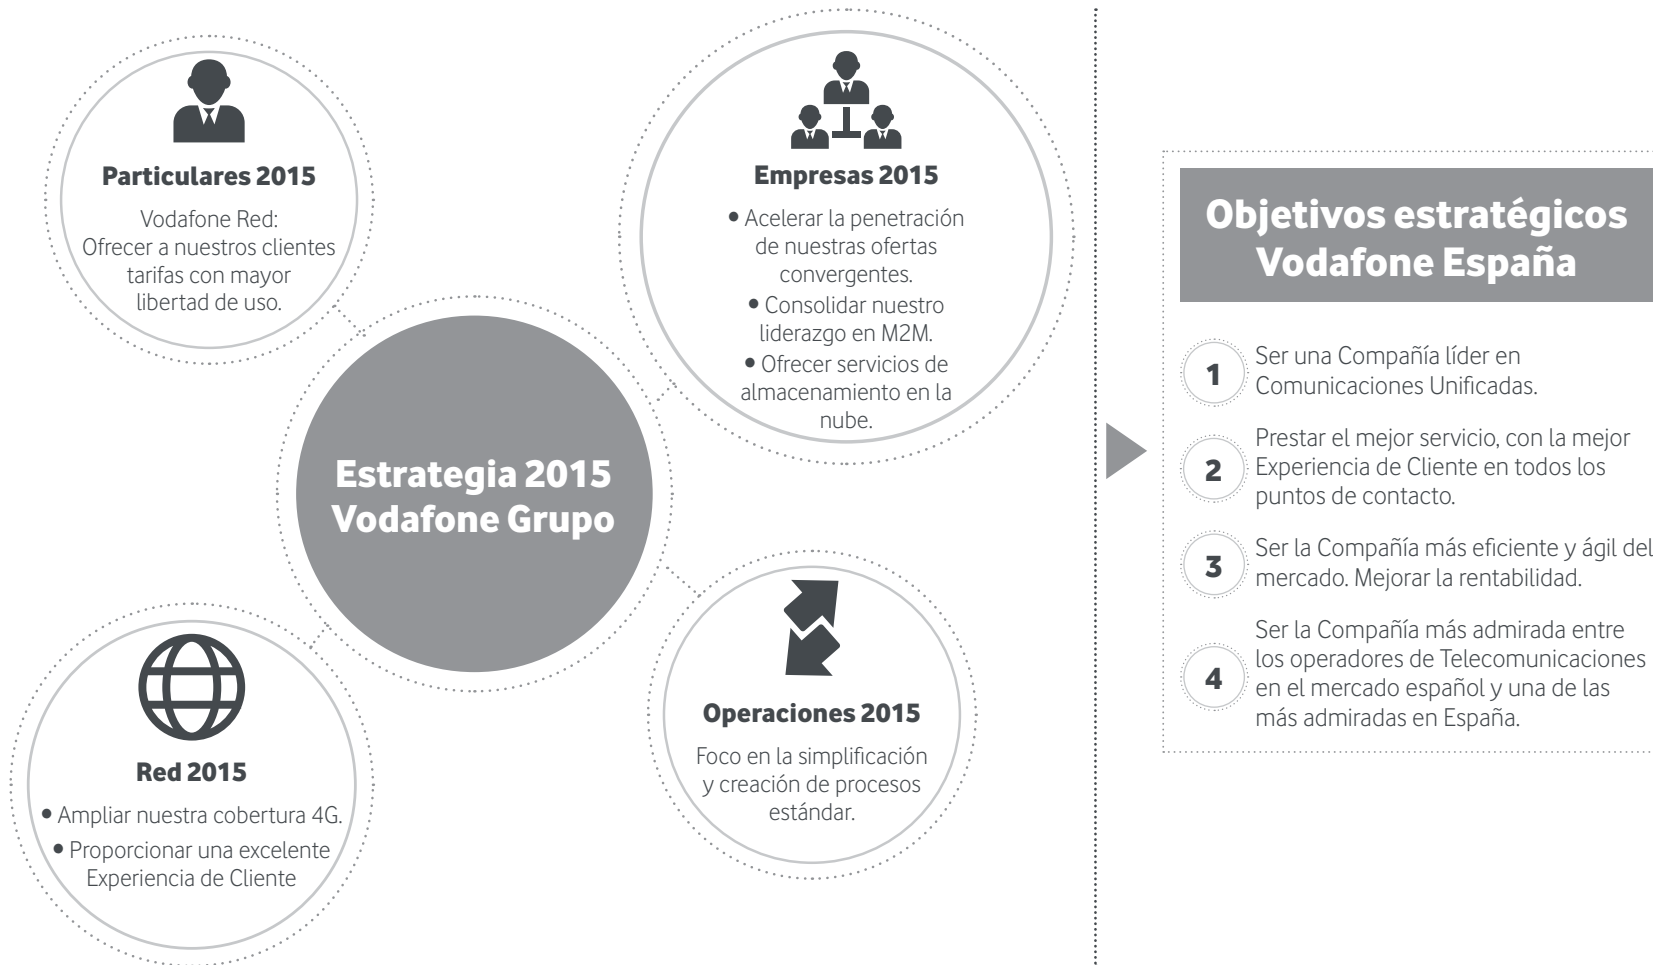 Particulares 2015
Vodafone Red:
Ofrecer a nuestros clientes
tarifas con mayor
libertad de uso.
Empresas 2015
• Acelerar la penetración
de nuestras ofertas
convergentes.
• Consolidar nuestro
liderazgo en M2M.
• Ofrecer servicios de
almacenamiento en la
nube.
Estrategia 2015
Vodafone Grupo
Red 2015
• Ampliar nuestra cobertura 4G.
• Proporcionar una excelente
Experiencia de Cliente
Operaciones 2015
Foco en la simplificación
y creación de procesos
estándar.
Objetivos estratégicos
Vodafone España
1
Ser una Compañía líder en
Comunicaciones Unificadas.
2
Prestar el mejor servicio, con la mejor
Experiencia de Cliente en todos los
puntos de contacto.
3
Ser la Compañía más eficiente y ágil del
mercado. Mejorar la rentabilidad.
4
Ser la Compañía más admirada entre
los operadores de Telecomunicaciones
en el mercado español y una de las
más admiradas en España.